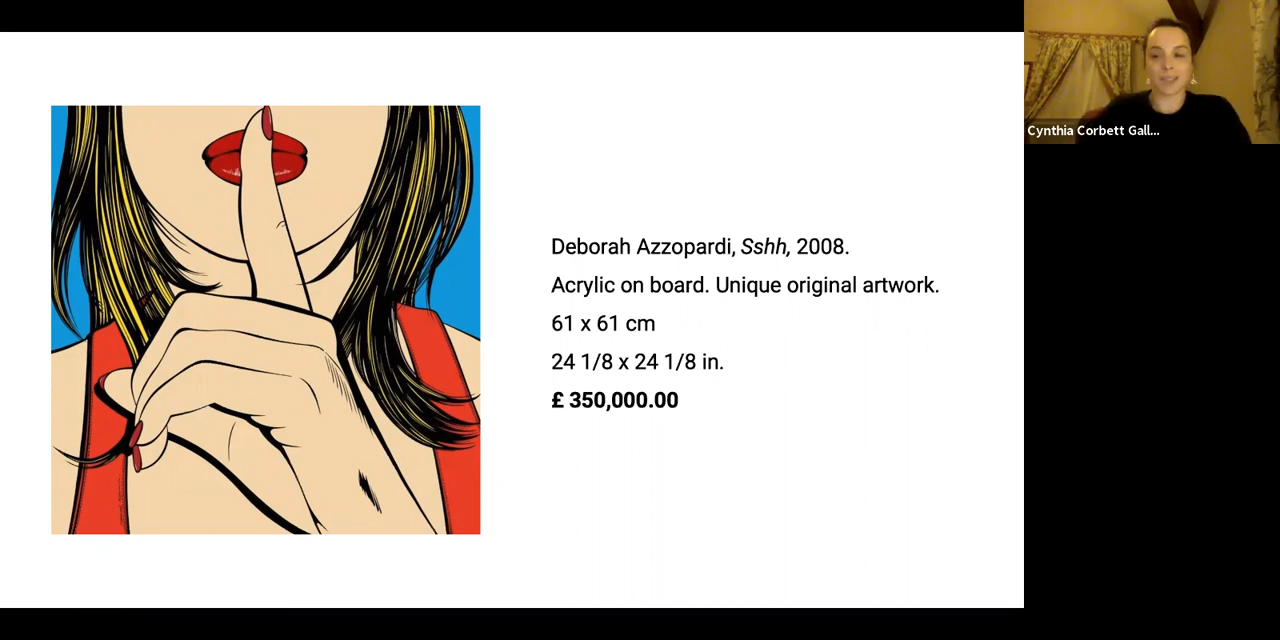 Deborah Azzopardi, Sshh, 2008.
Acrylic on board. Unique original artwork.
61 x 61 cm
24 1/8 x 24 1/8 in.
£ 350,000.00
Cynthia Corbett Gall...